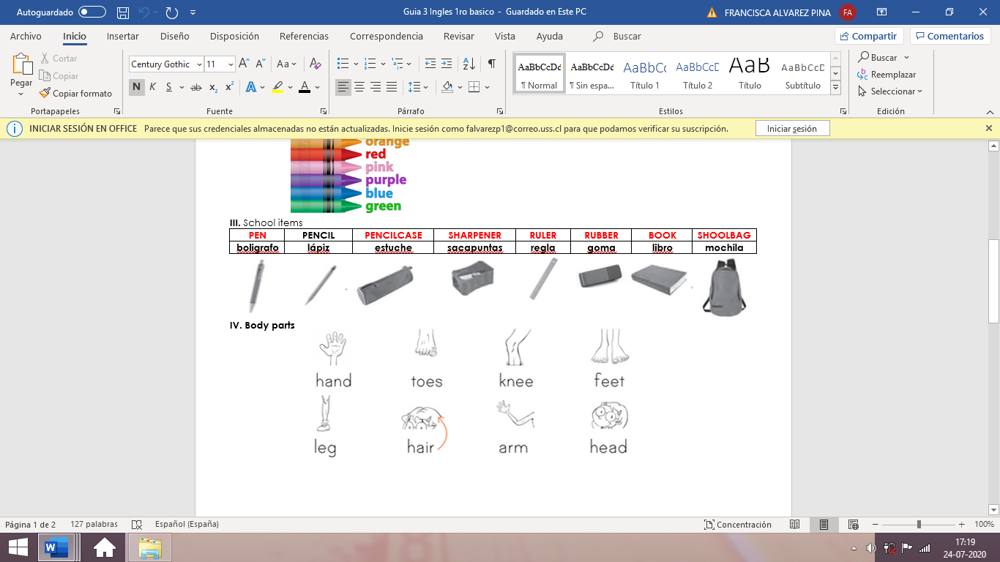 Autoguardado
Guia 3 Ingles 1ro basico - Guardado en Este PC
FRANCISCA ALVAREZ PINA
FA
Archivo Inicio Insertar Diseño Disposición Referencias Correspondencia Revisar Vista Ayuda Buscar
Compartir Comentarios
Pegar
Cortar
Copiar
Copiar formato
Portapapeles
Century Gothic 11
Aa
N K S ab x₂ x²
A A
Fuente
Párrafo
AaBbCcDd AaBbCcDd AaBbCc AaBbCcD AaB AaBbCcD
¶ Normal ¶ Sin espa... Título 1 Título 2 Título Subtítulo
Estilos
Buscar
Reemplazar
Seleccionar
Edición
INICIAR SESIÓN EN OFFICE Parece que sus credenciales almacenadas no están actualizadas. Inicie sesión como falvarezp1@correo.uss.cl para que podamos verificar su suscripción. Iniciar sesión
orange
red
pink
purple
blue
green
III. School items
PEN PENCIL PENCILCASE SHARPENER RULER RUBBER BOOK SHOOLBAG
boligrafo lápiz estuche sacapuntas regla goma libro mochila
IV. Body parts
hand toes knee feet
leg hair arm head
Página 1 de 2 127 palabras Español (España) Concentración 100%
17:19
24-07-2020